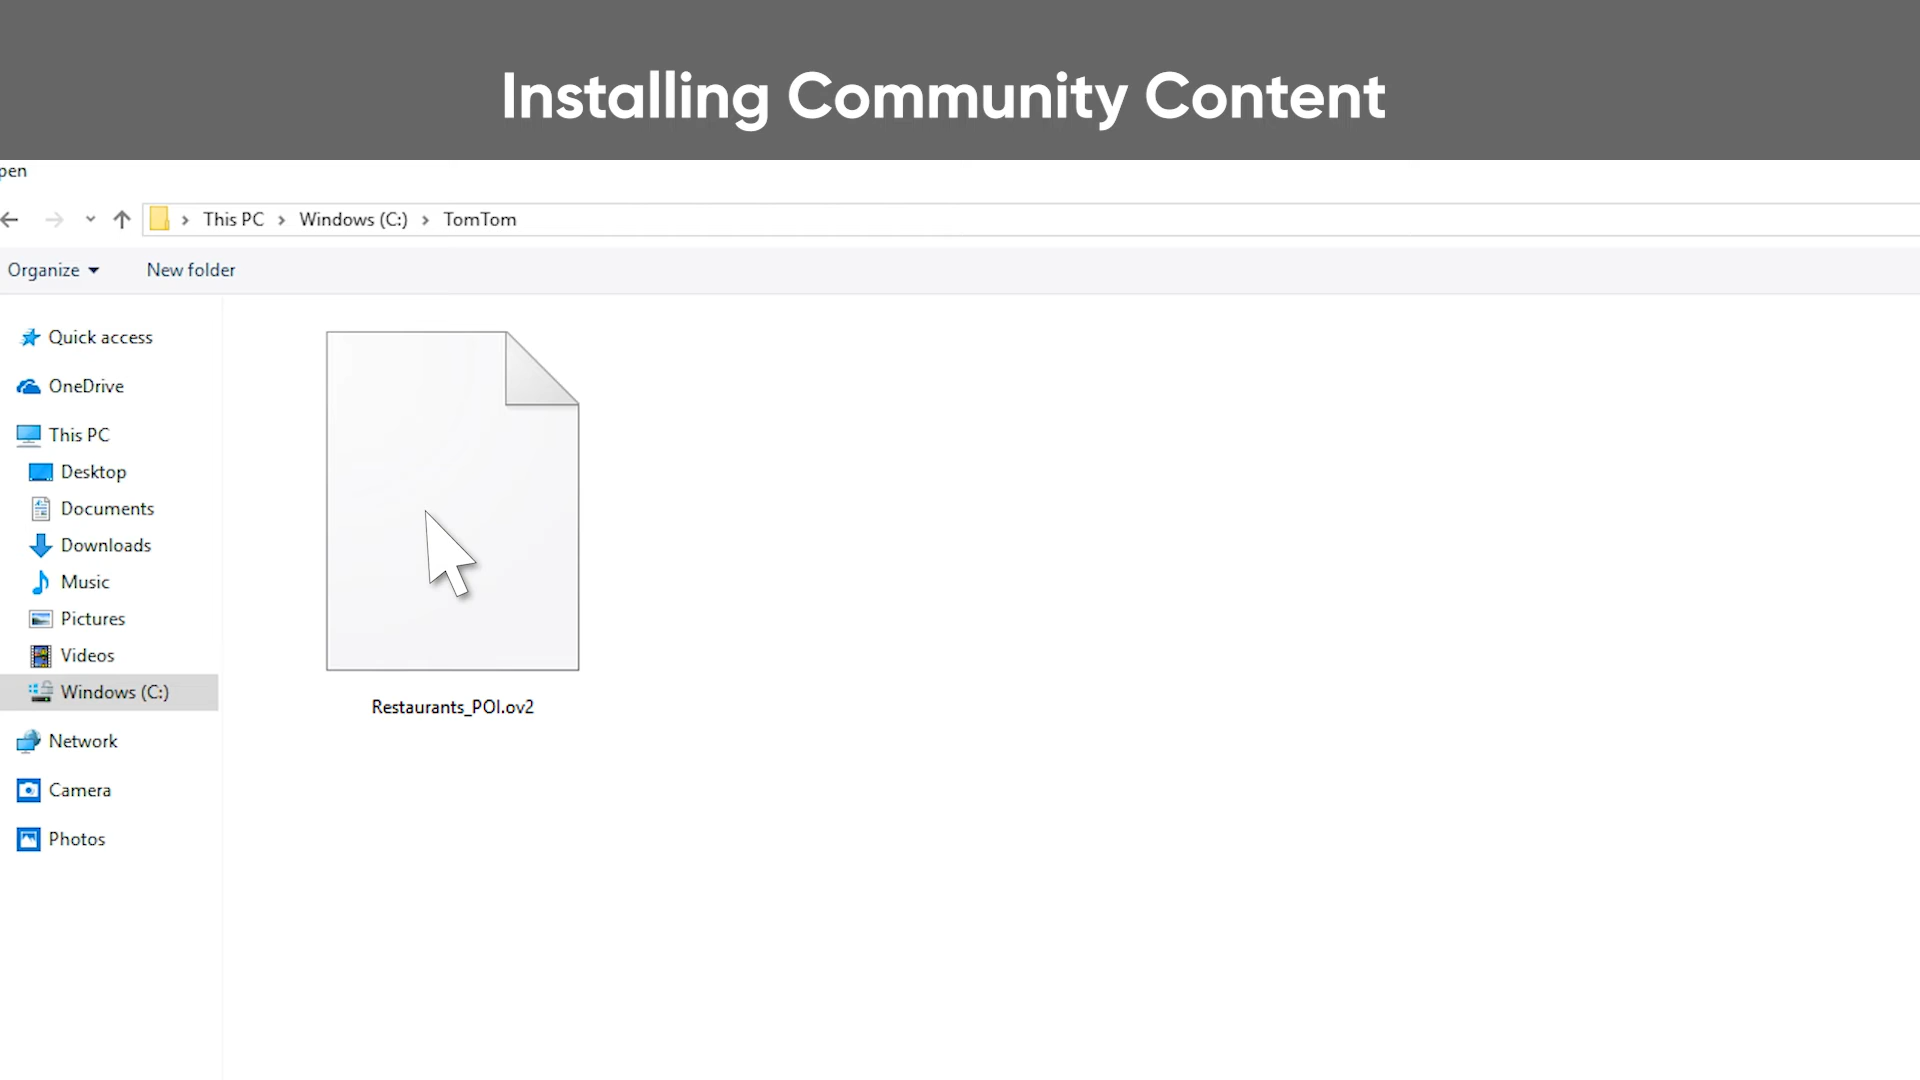 Installing Community Content
pen
This PC > Windows (C:) > TomTom
Organize New folder
Quick access
OneDrive
This PC
Desktop
Documents
Downloads
Music
Pictures
Videos
Windows (C:)
Network
Camera
Photos
Restaurants_POI.ov2